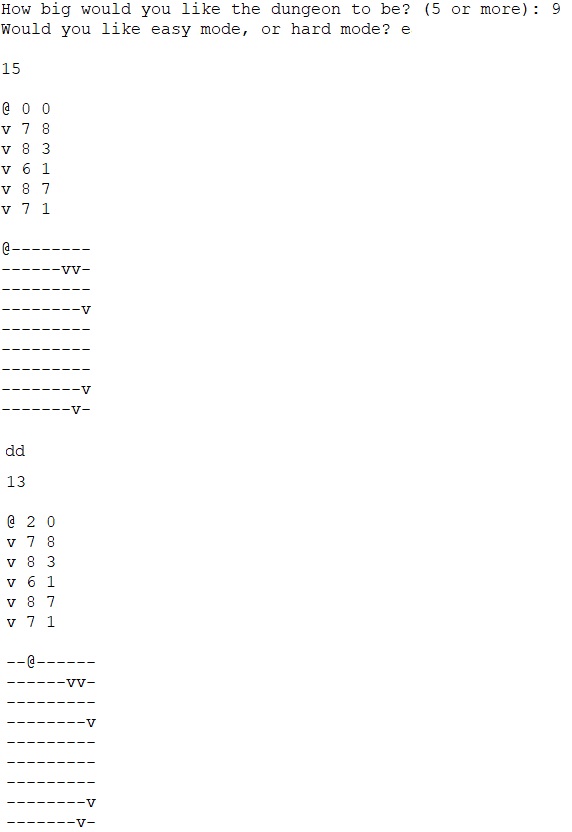 How big would you like the dungeon to be? (5 or more): 9
Would you like easy mode, or hard mode? e
15
@ 0 0
v 7 8
v 8 3
v 6 1
v 8 7
v 7 1
@--------
------vv-
---------
--------v
---------
---------
---------
--------v
-------v-
dd
13
@ 2 0
v 7 8
v 8 3
v 6 1
v 8 7
v 7 1
--@------
------vv-
---------
--------v
---------
---------
---------
--------v
-------v-